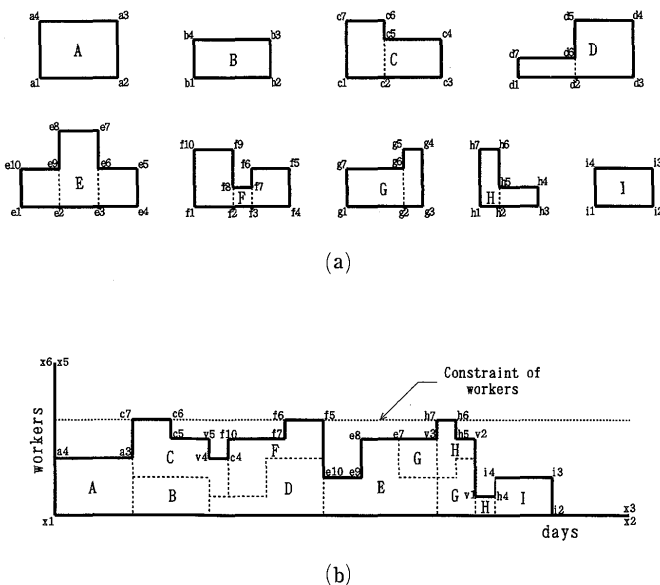 a4 a3
A
a1 a2
b4 b3
B
b1 b2
c7 c6
c5 c4
C
c1 c2 c3
d5 d4
d7 d6
D
d1 d2 d3
e8 e7
e10 e9 e6 e5
E
e1 e2 e3 e4
f10 f9
f6 f5
f8 f7
F
f1 f2 f3 f4
g5 g4
g7 g6
G
g1 g2 g3
h7 h6
h5 h4
H
h1 h2 h3
i4 i3
I
i1 i2
(a)
x6 x5
Constraint of
workers
c7 c6 f6 f5 h7 h6
c5 v5 f10 f7 e8 e7 v3 h5 v2
a4 a3 v4 c4
C F G H
e10 e9 i4 i3
workers
A B D E G v1 H h4 I
x1 i2 x3
days x2
(b)